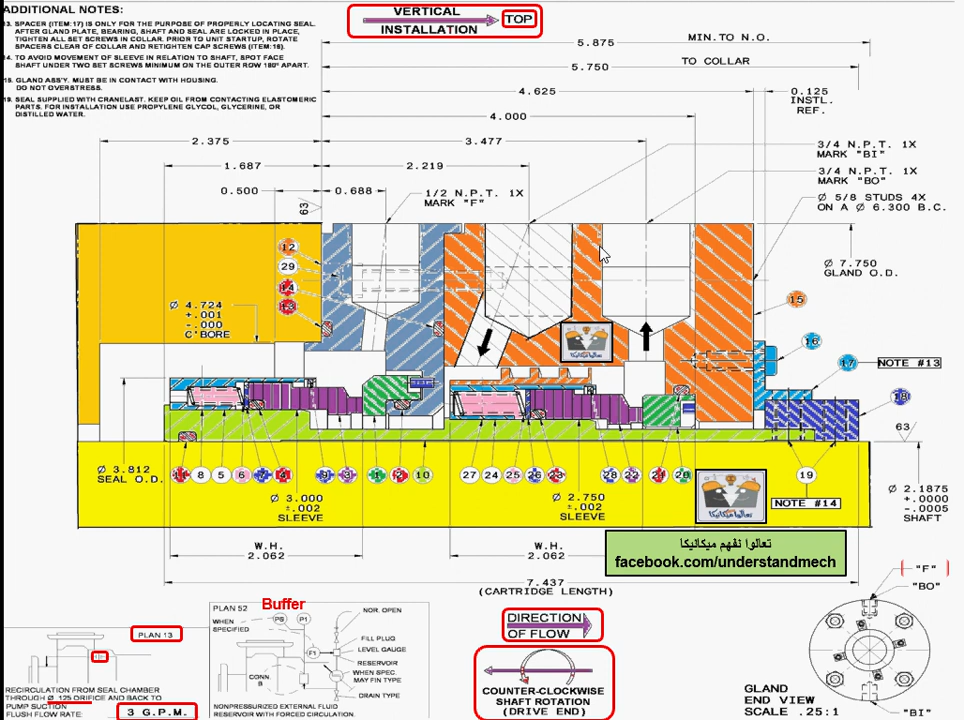 ADDITIONAL NOTES:
13. SPACER (ITEM:17) IS ONLY FOR THE PURPOSE OF PROPERLY LOCATING SEAL.
AFTER GLAND PLATE, BEARING, SHAFT AND SEAL ARE LOCKED IN PLACE,
TIGHTEN ALL SET SCREWS IN COLLAR. PRIOR TO UNIT STARTUP, ROTATE
SPACERS CLEAR OF COLLAR AND RETIGHTEN CAP SCREWS (ITEM:16).
14. TO AVOID MOVEMENT OF SLEEVE IN RELATION TO SHAFT, SPOT FACE
SHAFT UNDER TWO SET SCREWS MINIMUM ON THE OUTER ROW 180° APART.
GLAND ASS'Y. MUST BE IN CONTACT WITH HOUSING.
DO NOT OVERSTRESS.
SEAL SUPPLIED WITH CRANELAST. KEEP OIL FROM CONTACTING ELASTOMERIC
PARTS. FOR INSTALLATION USE PROPYLENE GLYCOL, GLYCERINE, OR
DISTILLED WATER.
VERTICAL
INSTALLATION
TOP
5.875
MIN. TO N.O.
5.750
TO COLLAR
4.625
0.125
INSTL.
REF.
4.000
2.375
3.477
1.687
2.219
0.500
0.688
63
1/2 N.P.T. 1X
MARK "F"
3/4 N.P.T. 1X
MARK "BI"
3/4 N.P.T. 1X
MARK "BO"
Ø 5/8 STUDS 4X
ON A Ø 6.300 B.C.
Ø 7.750
GLAND O.D.
12
29
14
13
Ø 4.724
+.001
-.000
C'BORE
15
16
17
NOTE #13
18
63
Ø 3.812
SEAL O.D.
11
8
5
6
7
4
9
3
1
2
10
27
24
25
26
23
28
22
21
20
19
NOTE #14
Ø 3.000
±.002
SLEEVE
Ø 2.750
±.002
SLEEVE
Ø 2.1875
+.0000
-.0005
SHAFT
تعالوا نفهم ميكانيكا
facebook.com/understandmech
W.H.
2.062
W.H.
2.062
7.437
(CARTRIDGE LENGTH)
PLAN 13
RECIRCULATION FROM SEAL CHAMBER
THROUGH Ø .125 ORIFICE AND BACK TO
PUMP SUCTION
FLUSH FLOW RATE:
3 G.P.M.
Buffer
PLAN 52
WHEN
SPECIFIED
PS
P1
NOR. OPEN
FILL PLUG
LEVEL GAUGE
F1
RESERVOIR
WHEN SPEC.
MAY FIN TYPE
CONN
B
DRAIN TYPE
NONPRESSURIZED EXTERNAL FLUID
RESERVOIR WITH FORCED CIRCULATION.
DIRECTION
OF FLOW
COUNTER-CLOCKWISE
SHAFT ROTATION
(DRIVE END)
"F"
"BO"
GLAND
END VIEW
SCALE .25:1
"BI"